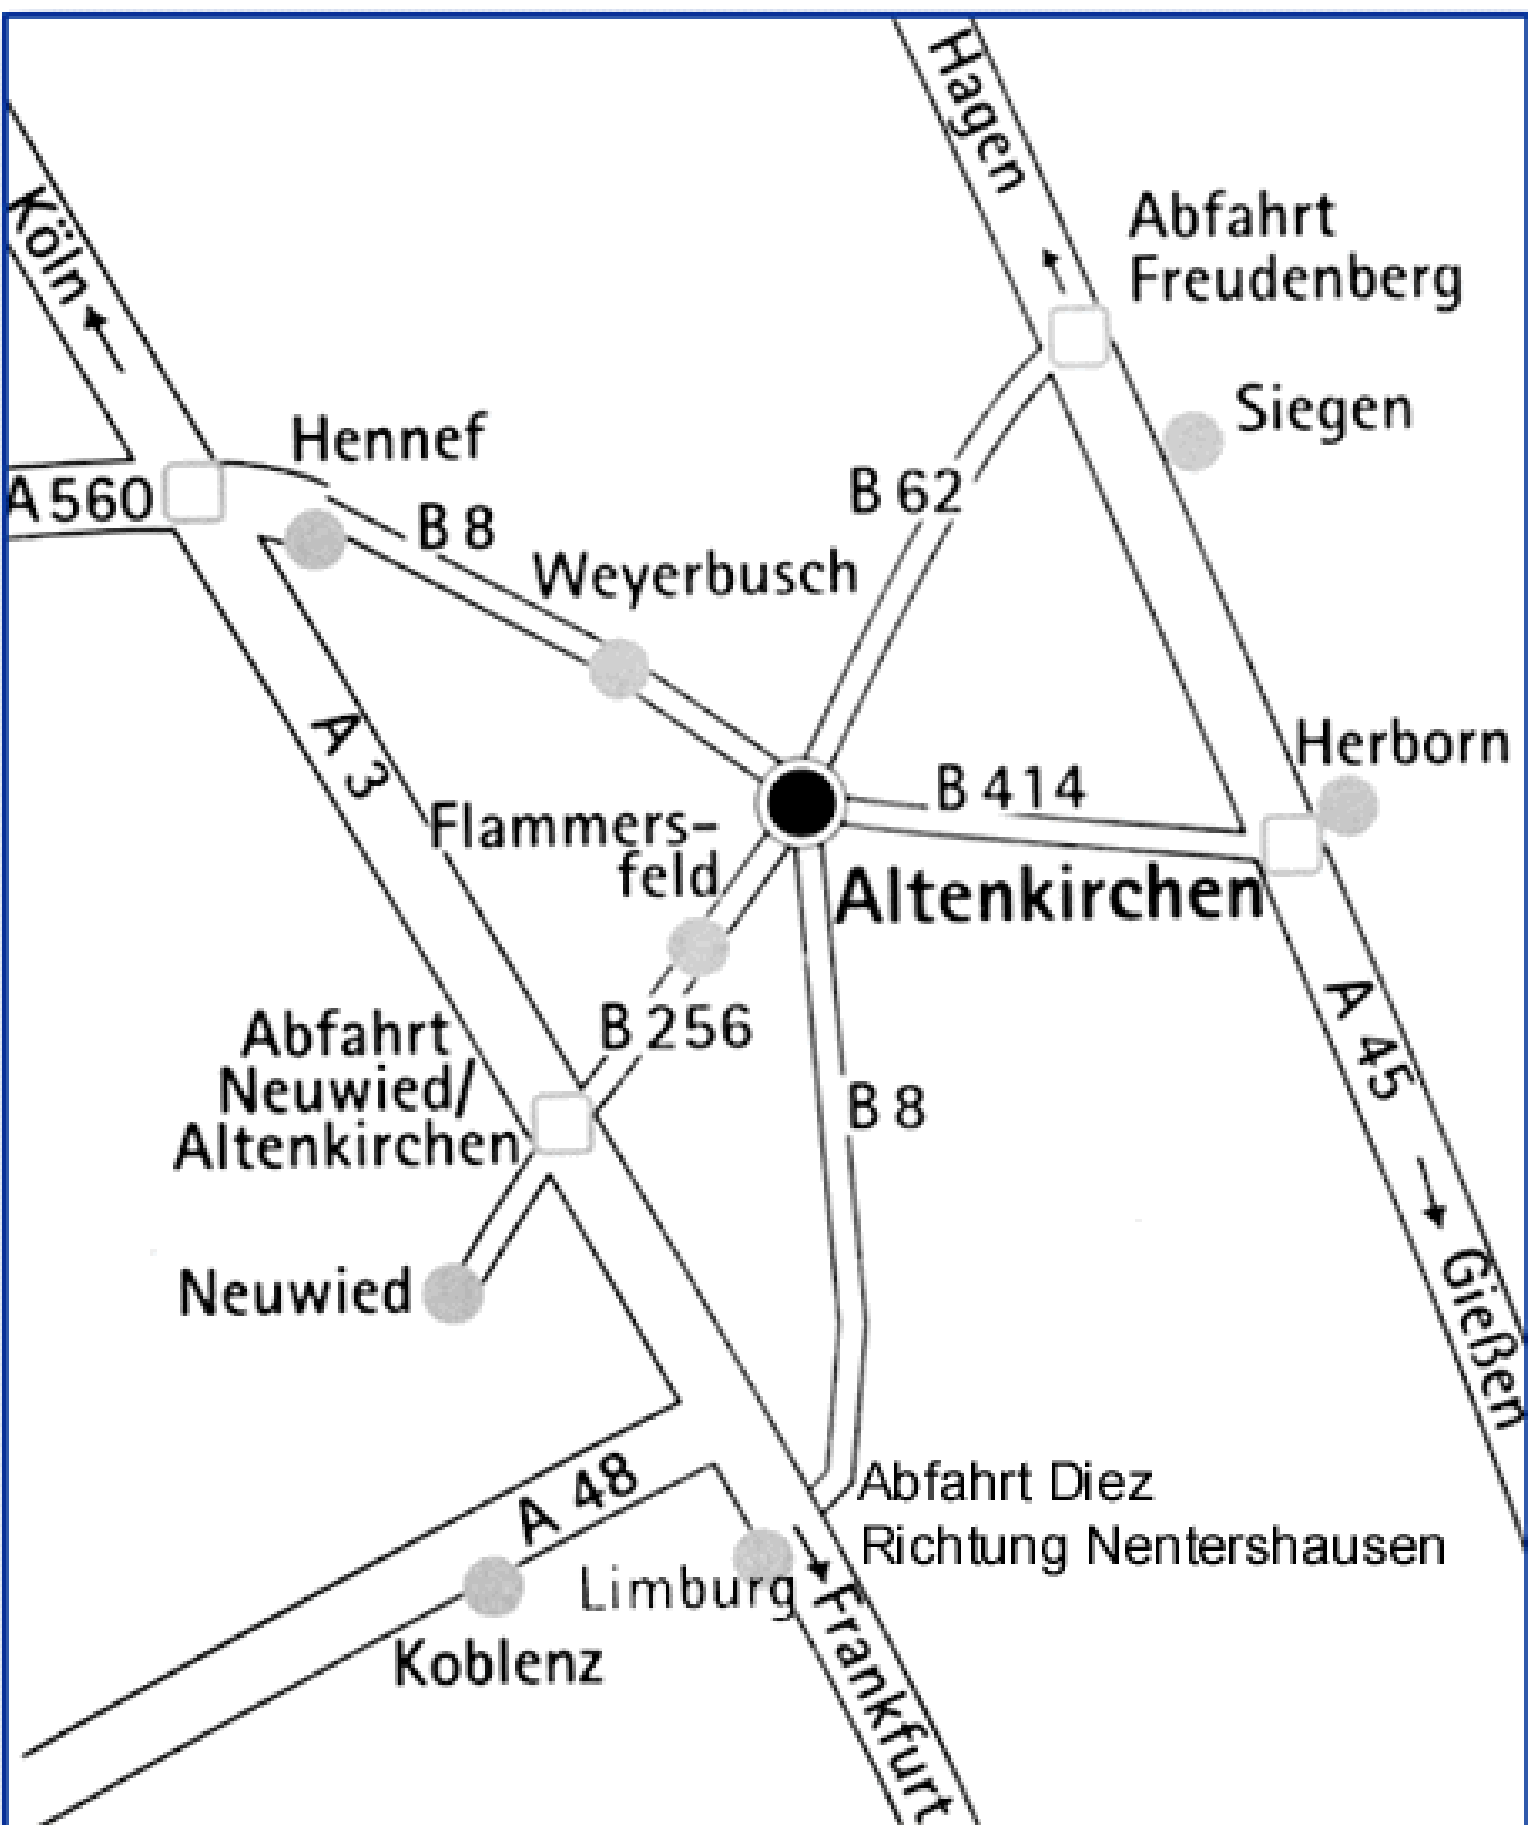 Hagen
Köln
Abfahrt
Freudenberg
Siegen
Hennef
A 560
B 8
B 62
Weyerbusch
A 3
Herborn
B 414
Flammers-
feld
Altenkirchen
A 45
B 256
Abfahrt
Neuwied/
Altenkirchen
B 8
Neuwied
Gießen
A 48
Abfahrt Diez
Richtung Nentershausen
Limburg
Koblenz
Frankfurt